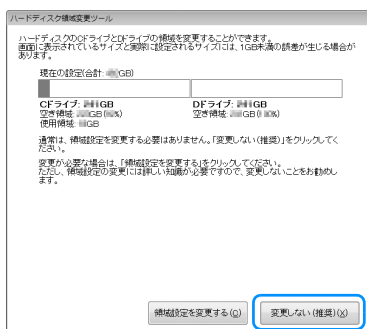 ハードディスク領域変更ツール
ハードディスクのCドライブとDドライブの領域を変更することができます。
画面に表示されているサイズと実際に設定されるサイズには、1GB未満の誤差が生じる場合が
あります。
現在の設定(合計: GB)
Cドライブ: GB
空き領域: GB( %)
使用領域: GB
Dドライブ: GB
空き領域: GB( %)
通常は、領域設定を変更する必要はありません。「変更しない(推奨)」をクリックしてく
ださい。
変更が必要な場合は、「領域設定を変更する」をクリックしてください。
ただし、領域設定の変更には詳しい知識が必要ですので、変更しないことをお勧めし
ます。
領域設定を変更する(C)
変更しない(推奨)(X)